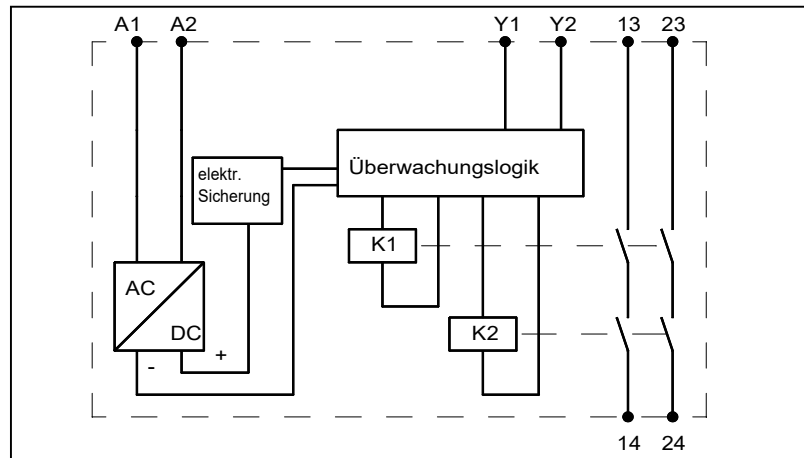 A1 A2 Y1 Y2 13 23
elektr.
Sicherung
Überwachungslogik
K1
AC
DC
K2
- +
14 24